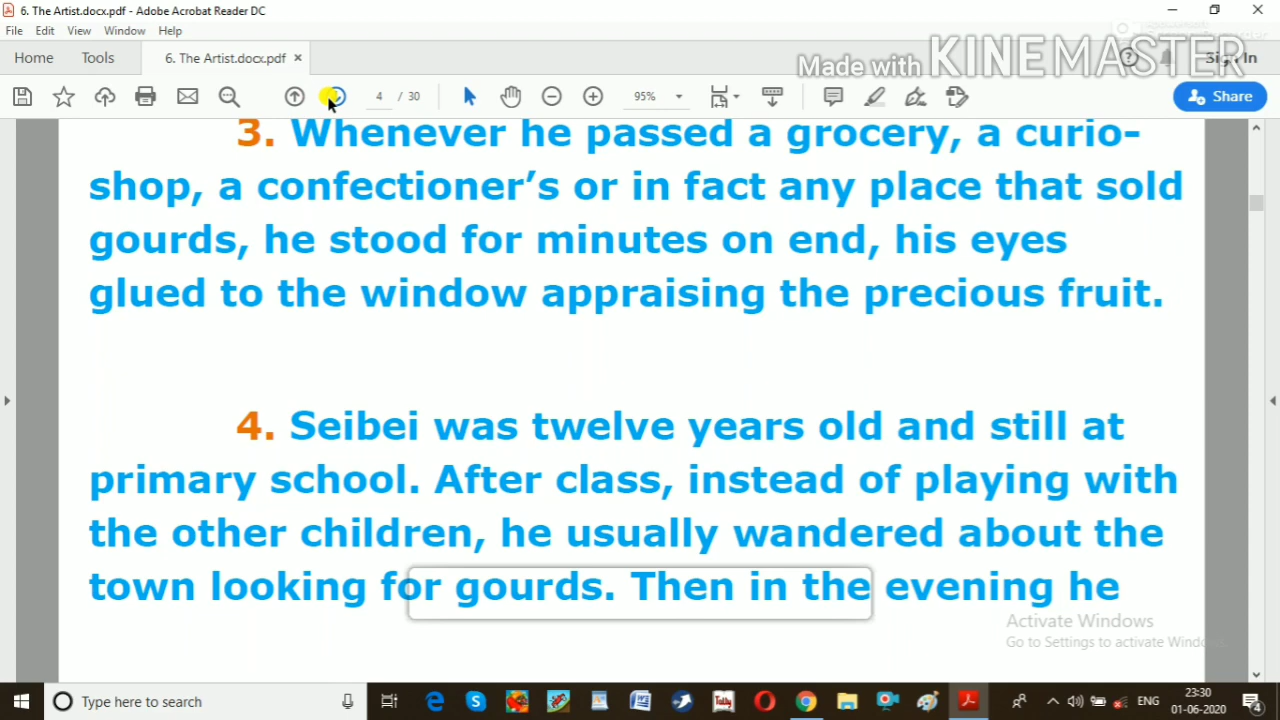 6. The Artist.docx.pdf - Adobe Acrobat Reader DC
File Edit View Window Help
Home Tools 6. The Artist.docx.pdf × Sign In
Made with KINEMASTER
4 / 30 95% Share
3. Whenever he passed a grocery, a curio-
shop, a confectioner’s or in fact any place that sold
gourds, he stood for minutes on end, his eyes
glued to the window appraising the precious fruit.
4. Seibei was twelve years old and still at
primary school. After class, instead of playing with
the other children, he usually wandered about the
town looking for gourds. Then in the evening he
Activate Windows
Go to Settings to activate Windows.
Type here to search
ENG
23:30
01-06-2020
4